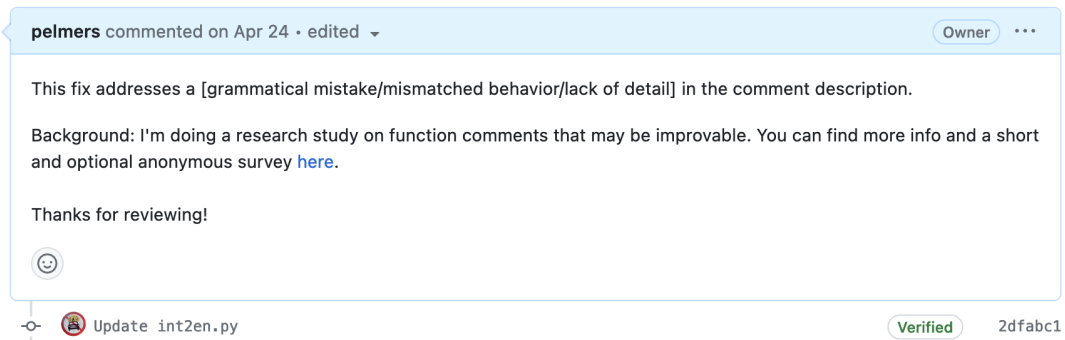 pelmers commented on Apr 24 • edited
Owner
This fix addresses a [grammatical mistake/mismatched behavior/lack of detail] in the comment description.
Background: I'm doing a research study on function comments that may be improvable. You can find more info and a short
and optional anonymous survey here.
Thanks for reviewing!
Update int2en.py
Verified
2dfabc1